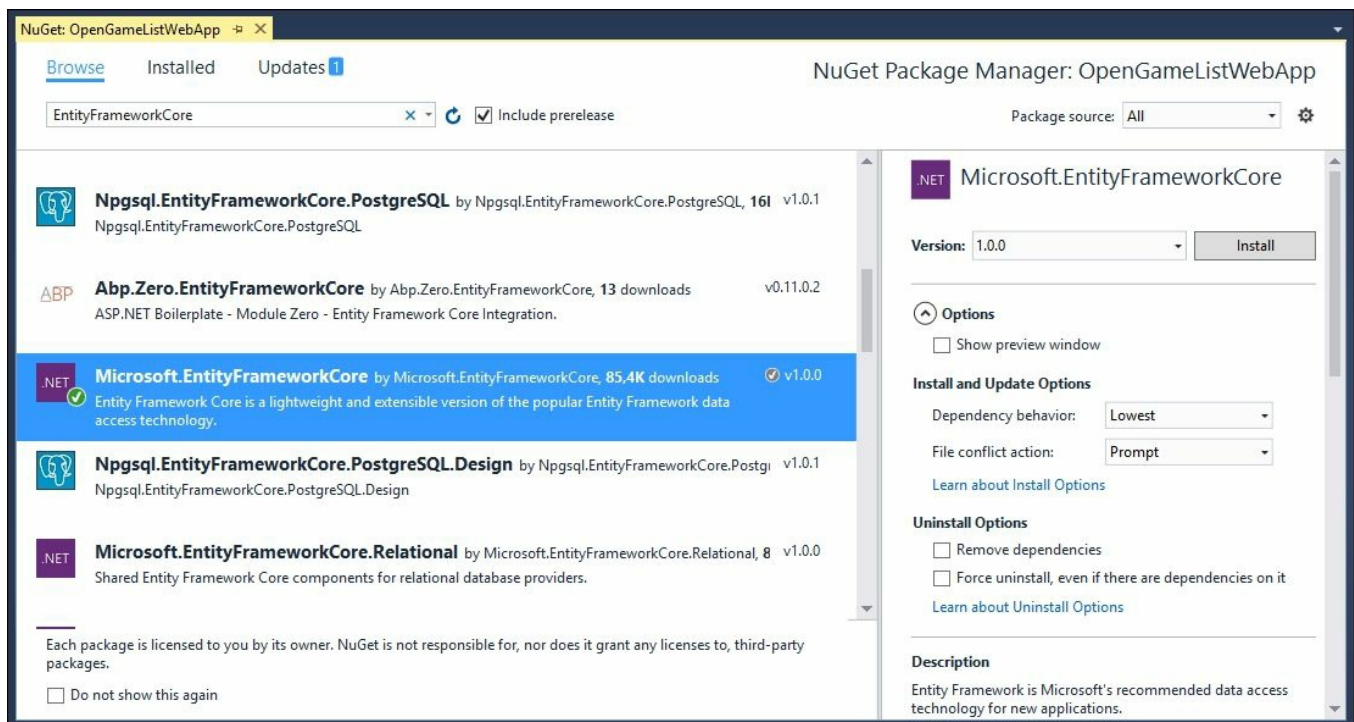 NuGet: OpenGameListWebApp
Browse Installed Updates 1
NuGet Package Manager: OpenGameListWebApp
EntityFrameworkCore
Include prerelease
Package source: All
Npgsql.EntityFrameworkCore.PostgreSQL by Npgsql.EntityFrameworkCore.PostgreSQL, v1.0.1
Npgsql.EntityFrameworkCore.PostgreSQL
ABP
Abp.Zero.EntityFrameworkCore by Abp.Zero.EntityFrameworkCore, 13 downloads v0.11.0.2
ASP.NET Boilerplate - Module Zero - Entity Framework Core Integration.
.NET
Microsoft.EntityFrameworkCore by Microsoft.EntityFrameworkCore, 85,4K downloads v1.0.0
Entity Framework Core is a lightweight and extensible version of the popular Entity Framework data
access technology.
Npgsql.EntityFrameworkCore.PostgreSQL.Design by Npgsql.EntityFrameworkCore. v1.0.1
Npgsql.EntityFrameworkCore.PostgreSQL.Design
.NET
Microsoft.EntityFrameworkCore.Relational by Microsoft.EntityFrameworkCore.Relational, 8 v1.0.0
Shared Entity Framework Core components for relational database providers.
Each package is licensed to you by its owner. NuGet is not responsible for, nor does it grant any licenses to, third-party
packages.
Do not show this again
.NET
Microsoft.EntityFrameworkCore
Version: 1.0.0 Install
Options
Show preview window
Install and Update Options
Dependency behavior: Lowest
File conflict action: Prompt
Learn about Install Options
Uninstall Options
Remove dependencies
Force uninstall, even if there are dependencies on it
Learn about Uninstall Options
Description
Entity Framework is Microsoft's recommended data access
technology for new applications.